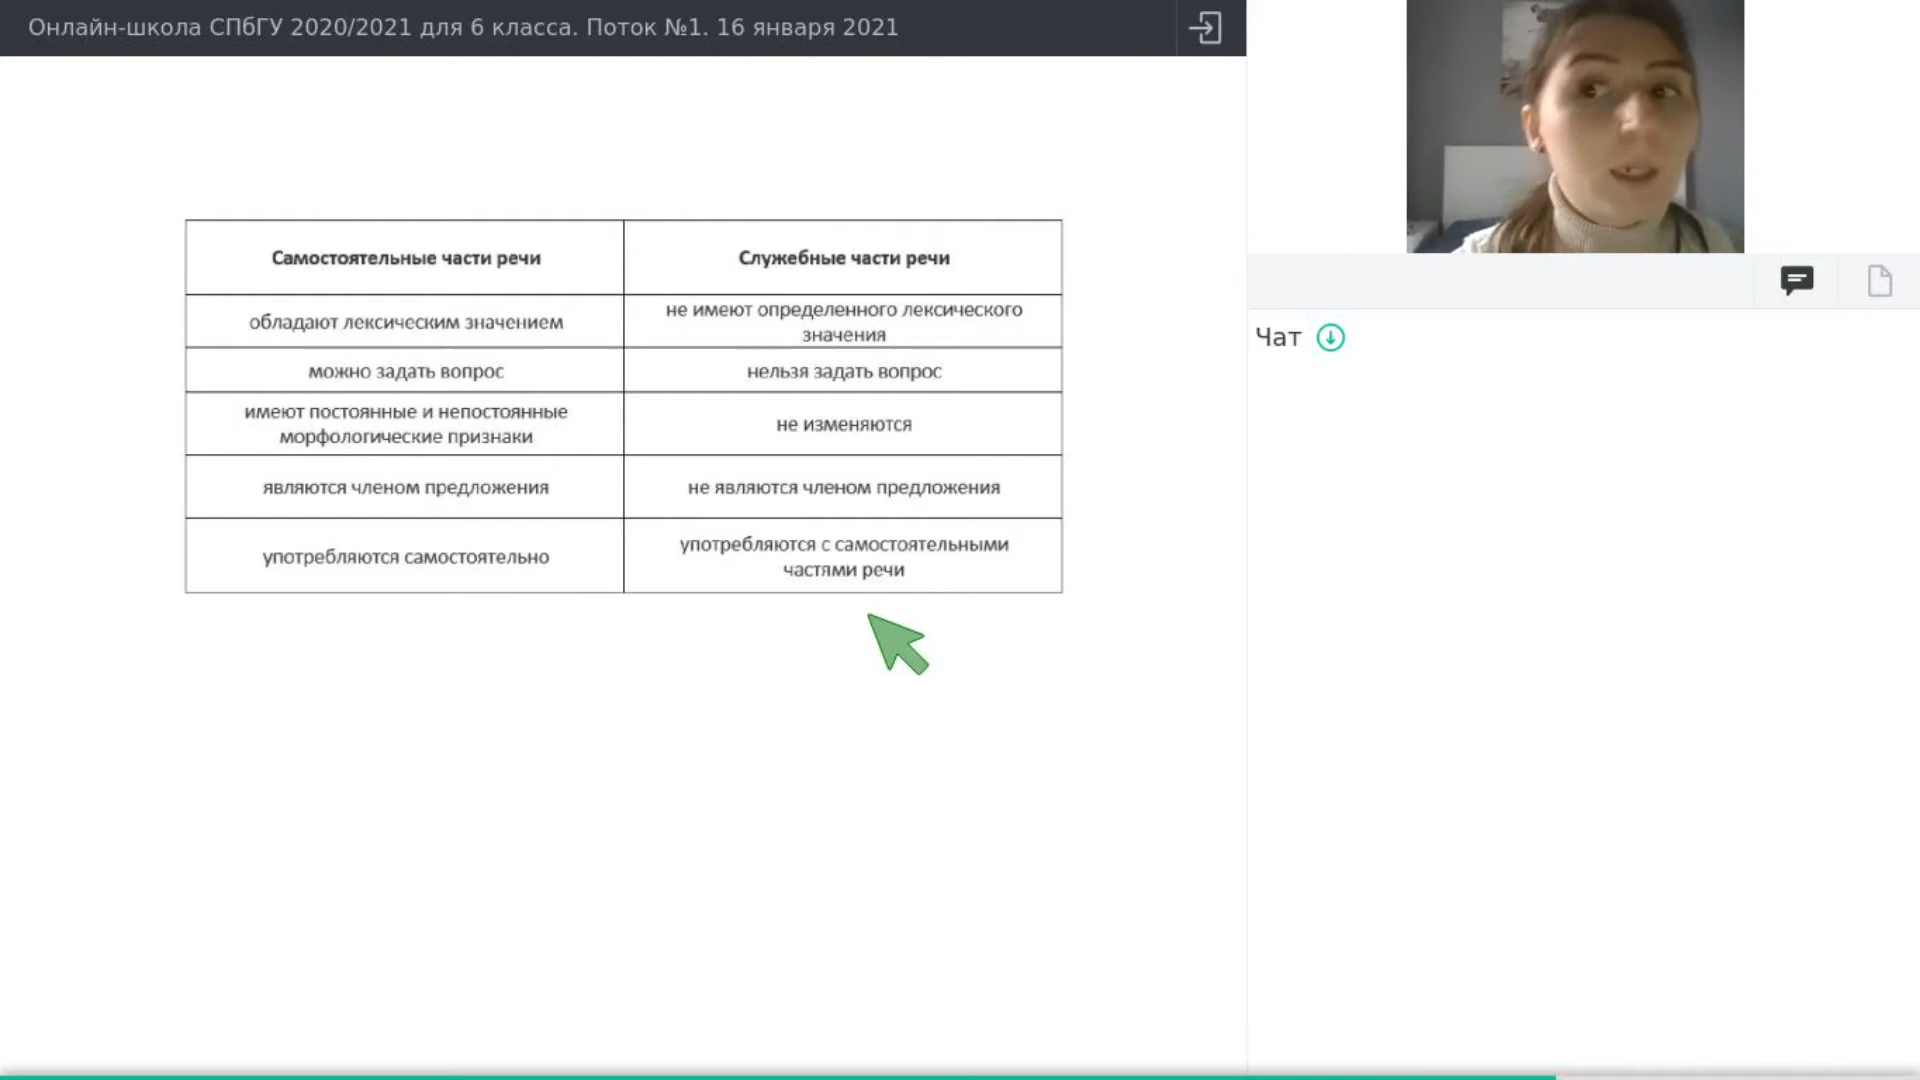 Онлайн-школа СПбГУ 2020/2021 для 6 класса. Поток №1. 16 января 2021
Самостоятельные части речи
Служебные части речи
обладают лексическим значением
не имеют определенного лексического
значения
можно задать вопрос
нельзя задать вопрос
имеют постоянные и непостоянные
морфологические признаки
не изменяются
являются членом предложения
не являются членом предложения
употребляются самостоятельно
употребляются с самостоятельными
частями речи
Чат